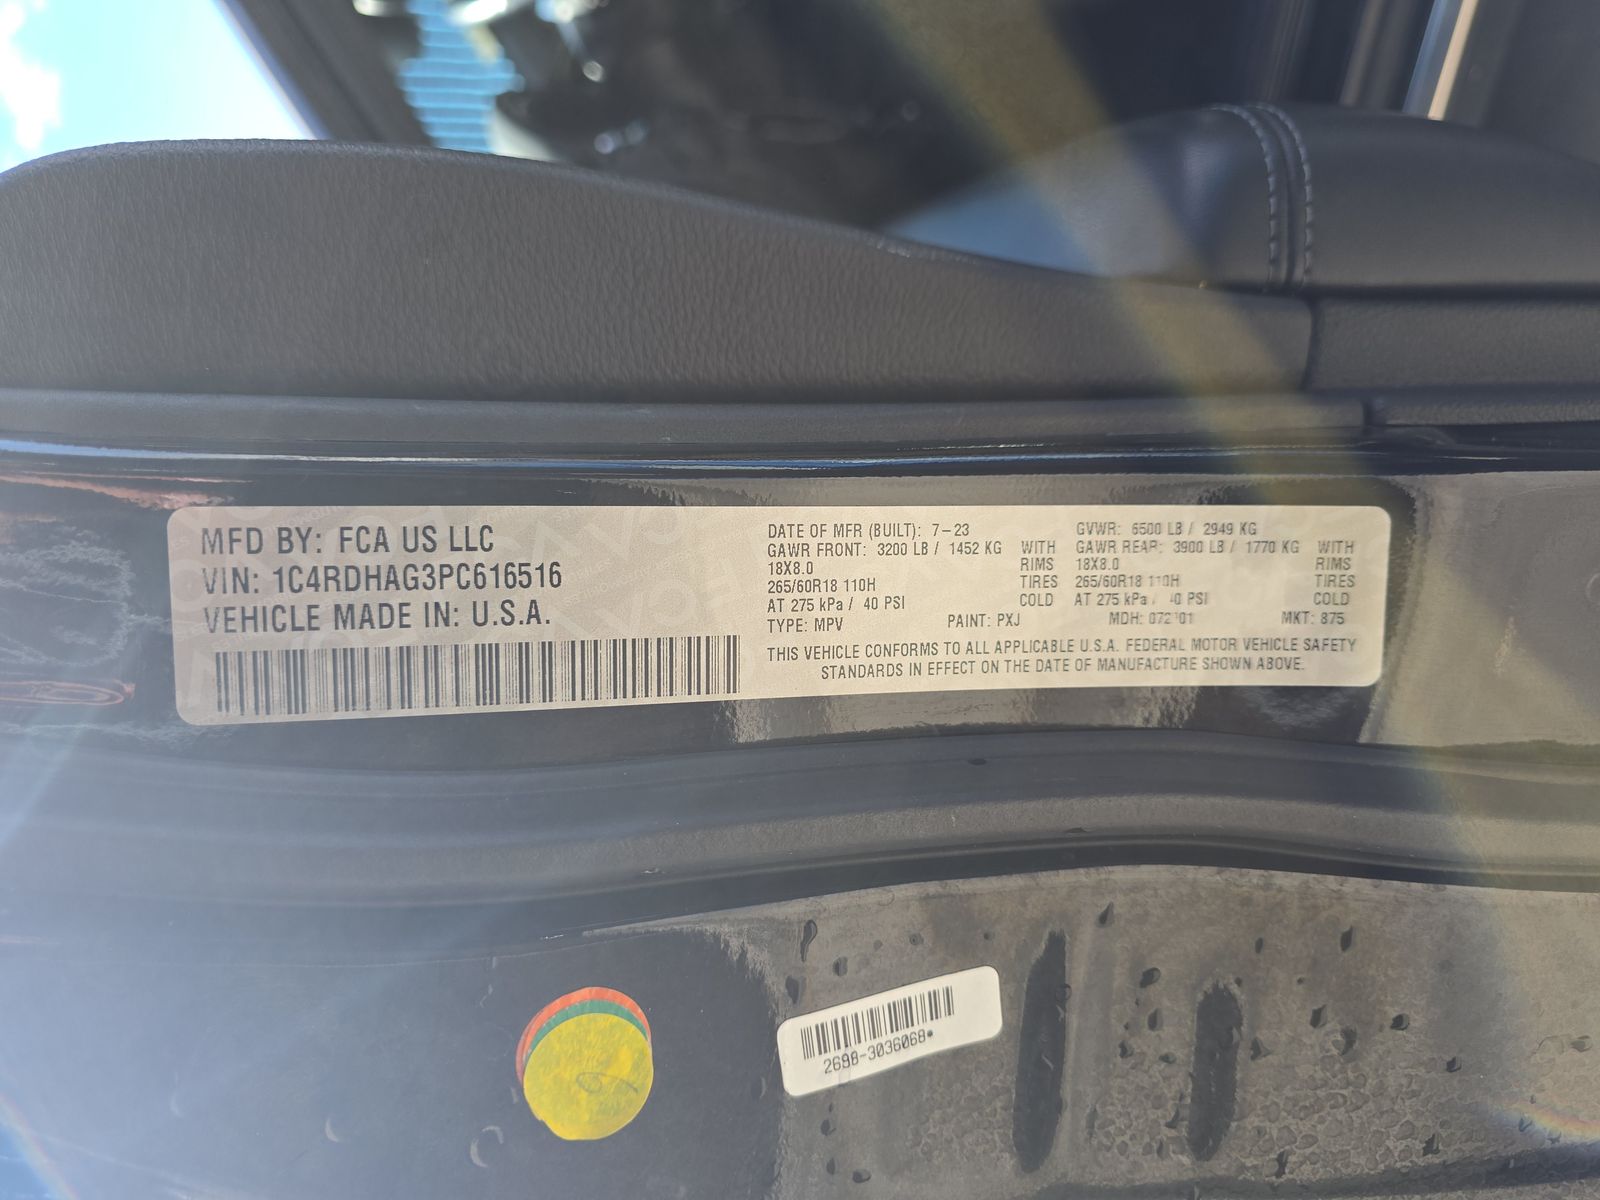 MFD BY: FCA US LLC
VIN: 1C4RDHAG3PC616516
VEHICLE MADE IN: U.S.A.
DATE OF MFR (BUILT): 7-23
GAWR FRONT: 3200 LB / 1452 KG WITH
18X8.0 RIMS
265/60R18 110H TIRES
AT 275 kPa / 40 PSI COLD
TYPE: MPV PAINT: PXJ
GVWR: 6500 LB / 2949 KG
GAWR REAR: 3900 LB / 1770 KG WITH
18X8.0 RIMS
265/60R18 110H TIRES
AT 275 kPa / 40 PSI COLD
MDH: MKT: 875
THIS VEHICLE CONFORMS TO ALL APPLICABLE U.S.A. FEDERAL MOTOR VEHICLE SAFETY
STANDARDS IN EFFECT ON THE DATE OF MANUFACTURE SHOWN ABOVE.
2698-3036068*